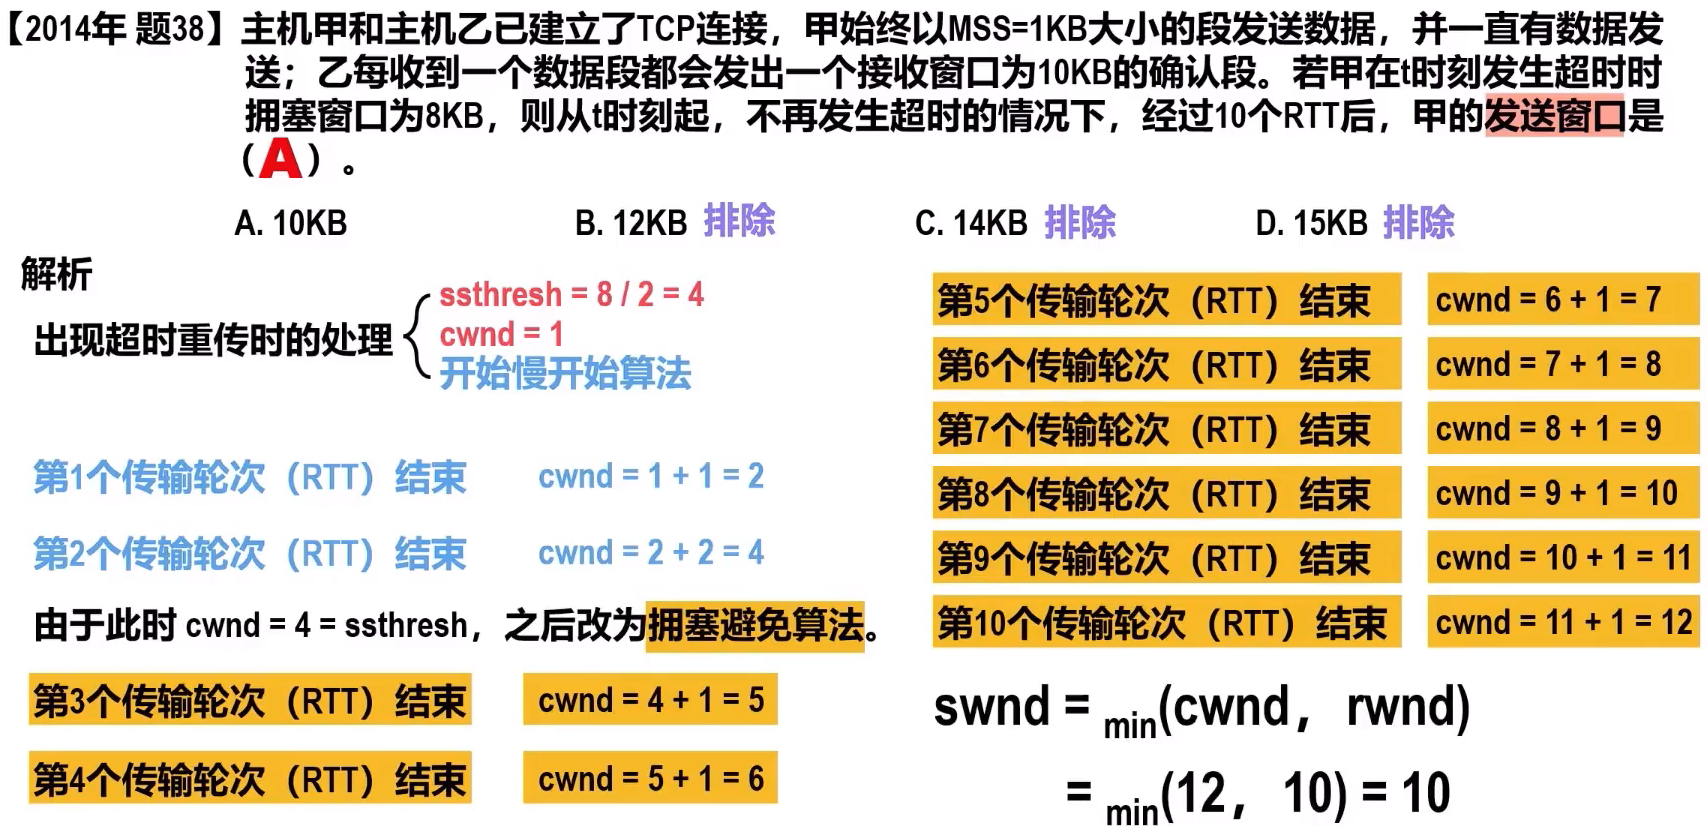 【2014年 题38】主机甲和主机乙已建立了TCP连接，甲始终以MSS=1KB大小的段发送数据，并一直有数据发
送；乙每收到一个数据段都会发出一个接收窗口为10KB的确认段。若甲在t时刻发生超时时
拥塞窗口为8KB，则从t时刻起，不再发生超时的情况下，经过10个RTT后，甲的发送窗口是
（A）。
A. 10KB B. 12KB 排除 C. 14KB 排除 D. 15KB 排除
解析
出现超时重传时的处理
ssthresh = 8 / 2 = 4
cwnd = 1
开始慢开始算法
第1个传输轮次（RTT）结束 cwnd = 1 + 1 = 2
第2个传输轮次（RTT）结束 cwnd = 2 + 2 = 4
由于此时 cwnd = 4 = ssthresh，之后改为拥塞避免算法。
第3个传输轮次（RTT）结束 cwnd = 4 + 1 = 5
第4个传输轮次（RTT）结束 cwnd = 5 + 1 = 6
第5个传输轮次（RTT）结束 cwnd = 6 + 1 = 7
第6个传输轮次（RTT）结束 cwnd = 7 + 1 = 8
第7个传输轮次（RTT）结束 cwnd = 8 + 1 = 9
第8个传输轮次（RTT）结束 cwnd = 9 + 1 = 10
第9个传输轮次（RTT）结束 cwnd = 10 + 1 = 11
第10个传输轮次（RTT）结束 cwnd = 11 + 1 = 12
swnd = min(cwnd，rwnd)
= min(12，10) = 10